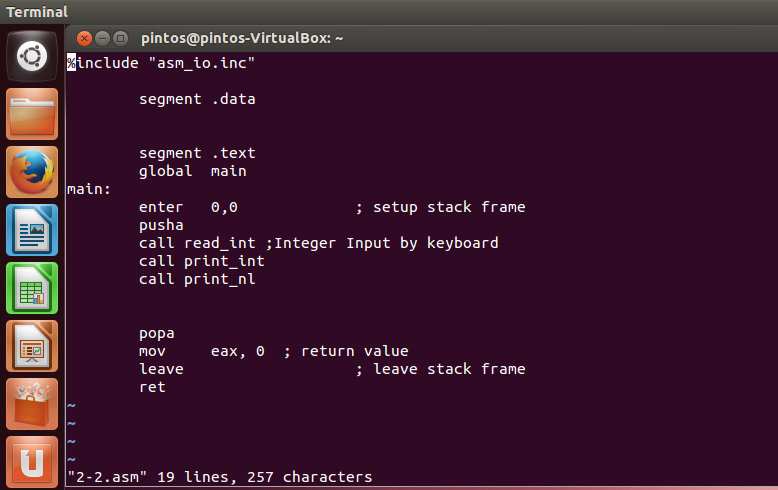 Terminal
pintos@pintos-VirtualBox: ~
%include "asm_io.inc"
segment .data
segment .text
global  main
main:
enter   0,0                ; setup stack frame
pusha
call read_int ;Integer Input by keyboard
call print_int
call print_nl
popa
mov     eax, 0  ; return value
leave                   ; leave stack frame
ret
~
~
~
~
"2-2.asm" 19 lines, 257 characters